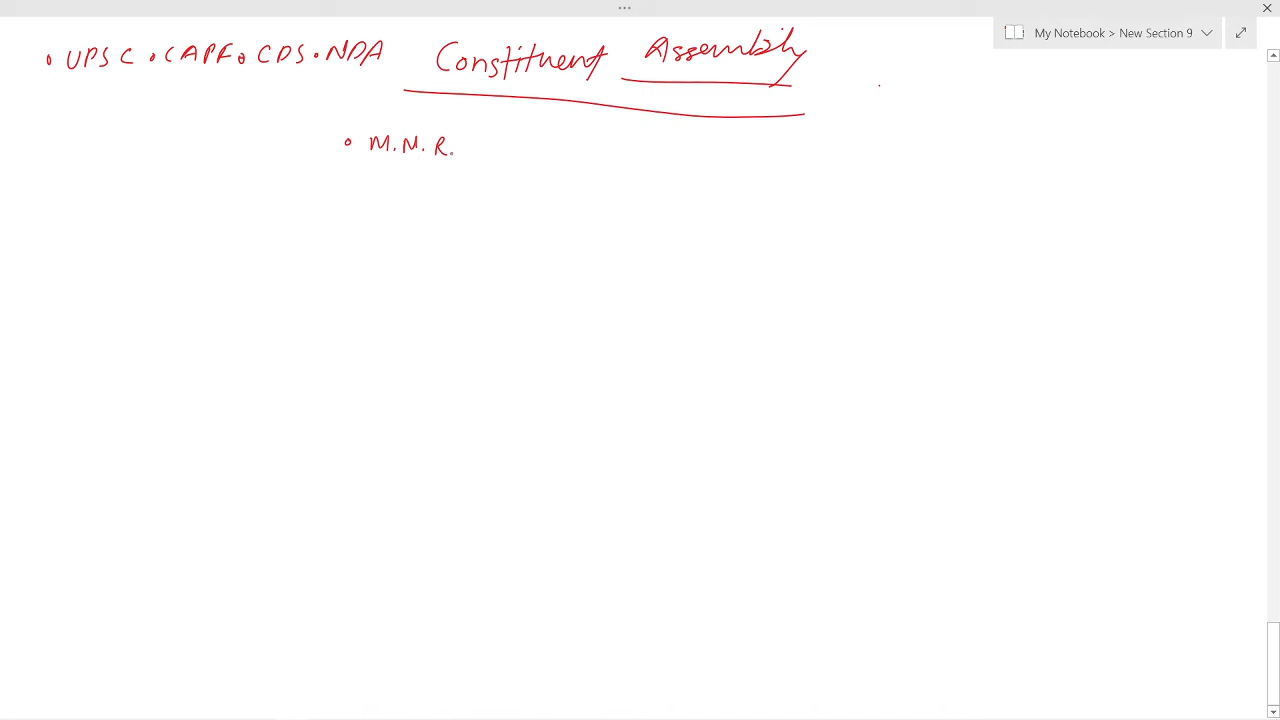 • UPSC • CAPF • CDS • NDA Constituent Assembly
• M.N.R.
My Notebook > New Section 9